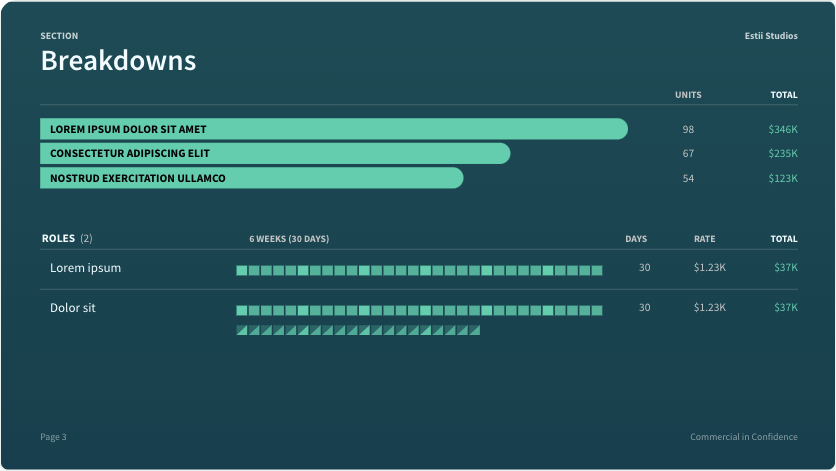 SECTION
Estii Studios
Breakdowns
UNITS TOTAL
LOREM IPSUM DOLOR SIT AMET 98 $346K
CONSECTETUR ADIPISCING ELIT 67 $235K
NOSTRUD EXERCITATION ULLAMCO 54 $123K
ROLES (2) 6 WEEKS (30 DAYS) DAYS RATE TOTAL
Lorem ipsum 30 $1.23K $37K
Dolor sit 30 $1.23K $37K
Page 3 Commercial in Confidence